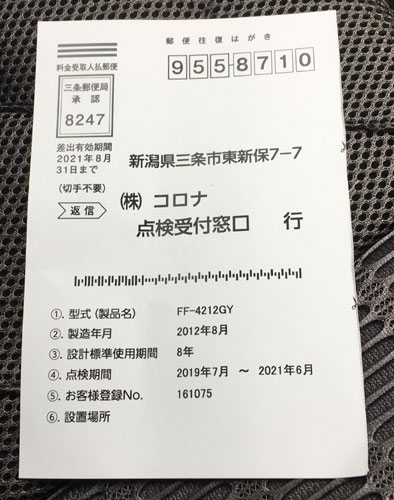 郵便往復はがき
料金受取人払郵便
三条郵便局
承認
8247
9558710
差出有効期間
2021年8月
31日まで
(切手不要)
返信
新潟県三条市東新保7-7
(株) コロナ
点検受付窓口 行
①. 型式(製品名) FF-4212GY
②. 製造年月 2012年8月
③. 設計標準使用期間 8年
④. 点検期間 2019年7月 ~ 2021年6月
⑤. お客様登録No. 161075
⑥. 設置場所